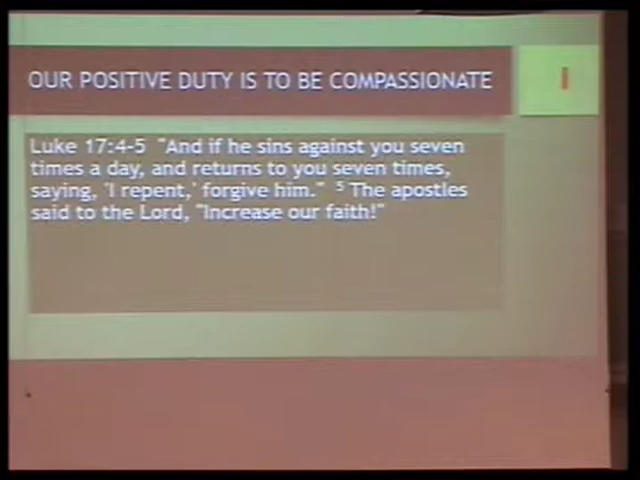 OUR POSITIVE DUTY IS TO BE COMPASSIONATE
I
Luke 17:4-5 "And if he sins against you seven
times a day, and returns to you seven times,
saying, 'I repent,' forgive him." 5 The apostles
said to the Lord, "Increase our faith!"